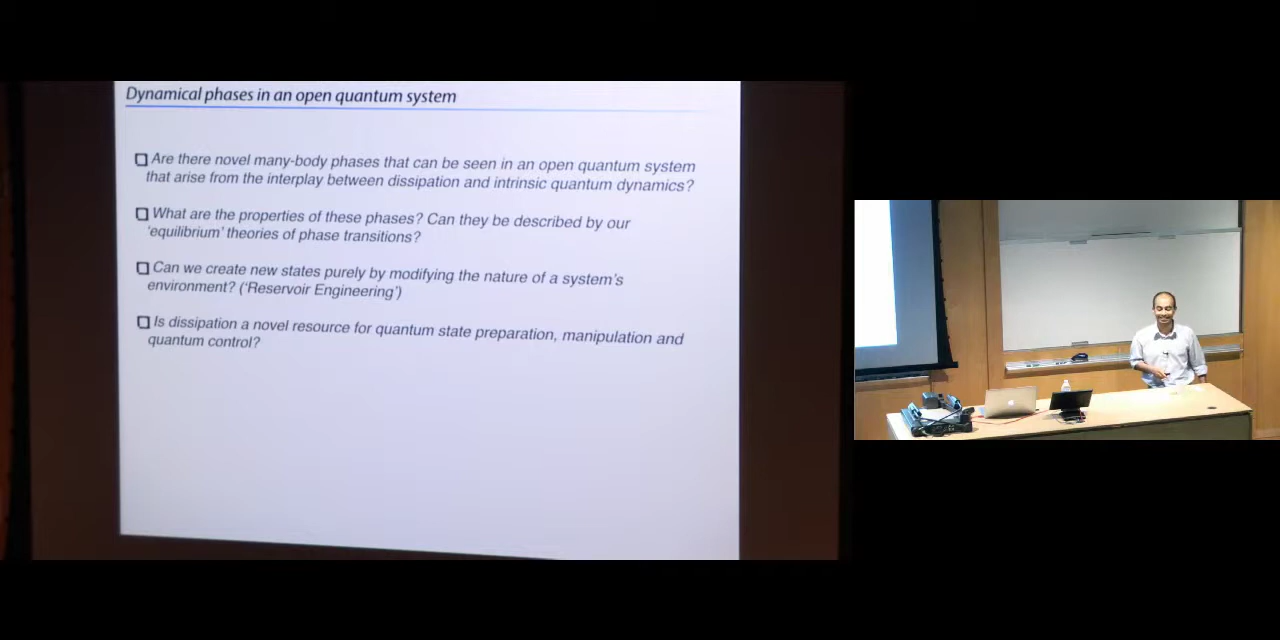 Dynamical phases in an open quantum system
Are there novel many-body phases that can be seen in an open quantum system
that arise from the interplay between dissipation and intrinsic quantum dynamics?
What are the properties of these phases? Can they be described by our
‘equilibrium’ theories of phase transitions?
Can we create new states purely by modifying the nature of a system’s
environment? (‘Reservoir Engineering’)
Is dissipation a novel resource for quantum state preparation, manipulation and
quantum control?